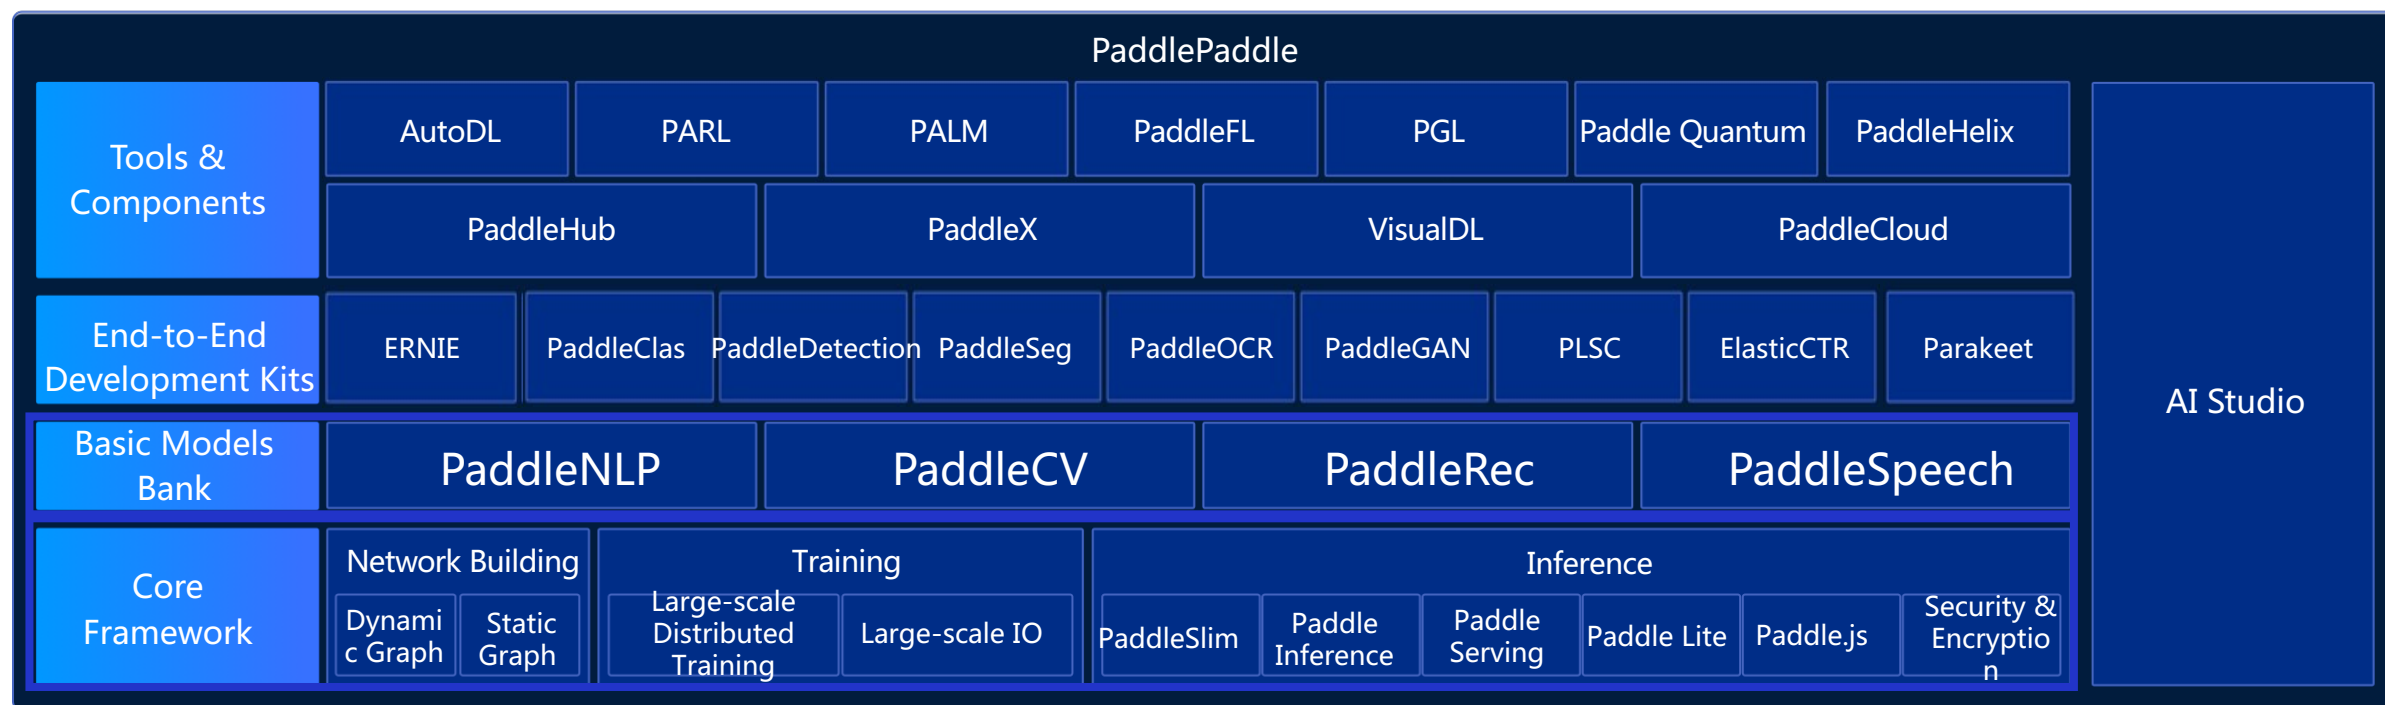 PaddlePaddle
Tools &
Components
AutoDL
PARL
PALM
PaddleFL
PGL
Paddle Quantum
PaddleHelix
PaddleHub
PaddleX
VisualDL
PaddleCloud
End-to-End
Development Kits
ERNIE
PaddleClas
PaddleDetection
PaddleSeg
PaddleOCR
PaddleGAN
PLSC
ElasticCTR
Parakeet
AI Studio
Basic Models
Bank
PaddleNLP
PaddleCV
PaddleRec
PaddleSpeech
Core
Framework
Network Building
Dynami
c Graph
Static
Graph
Training
Large-scale
Distributed
Training
Large-scale IO
Inference
PaddleSlim
Paddle
Inference
Paddle
Serving
Paddle Lite
Paddle.js
Security &
Encryptio
n